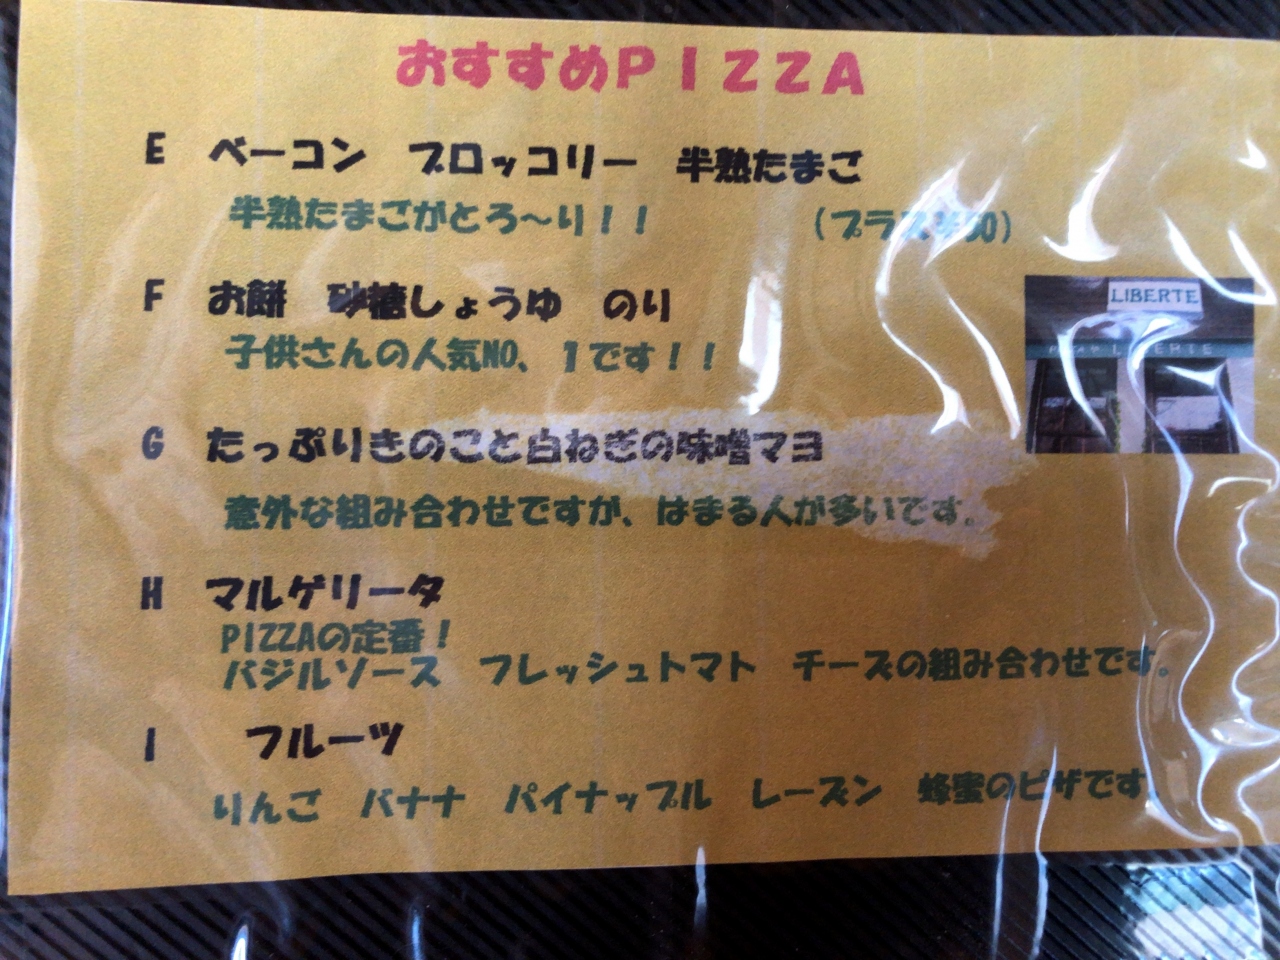 おすすめPIZZA
E ベーコン ブロッコリー 半熟たまご
半熟たまごがとろ～り！！ (プラス¥50)
F お餅 砂糖しょうゆ のり
子供さんの人気NO、1です！！
LIBERTE
LIBERTE
G たっぷりきのこと白ねぎの味噌マヨ
意外な組み合わせですが、はまる人が多いです。
H マルゲリータ
PIZZAの定番！
バジルソース フレッシュトマト チーズの組み合わせです。
I フルーツ
りんご バナナ パイナップル レーズン 蜂蜜のピザです。